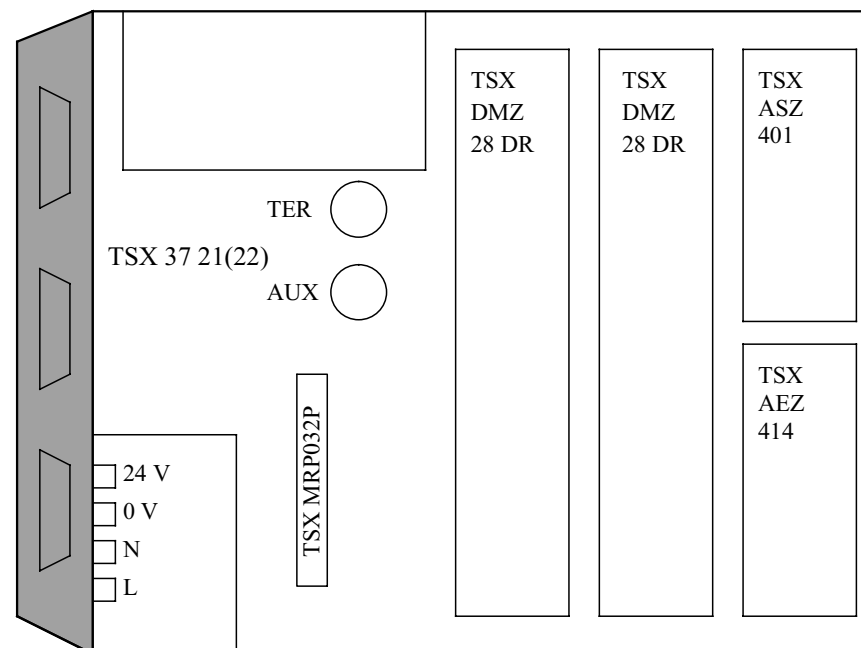 TSX
DMZ
28 DR
TSX
DMZ
28 DR
TSX
ASZ
401
TER
TSX 37 21(22)
AUX
TSX
AEZ
414
TSX MRP032P
24 V
0 V
N
L